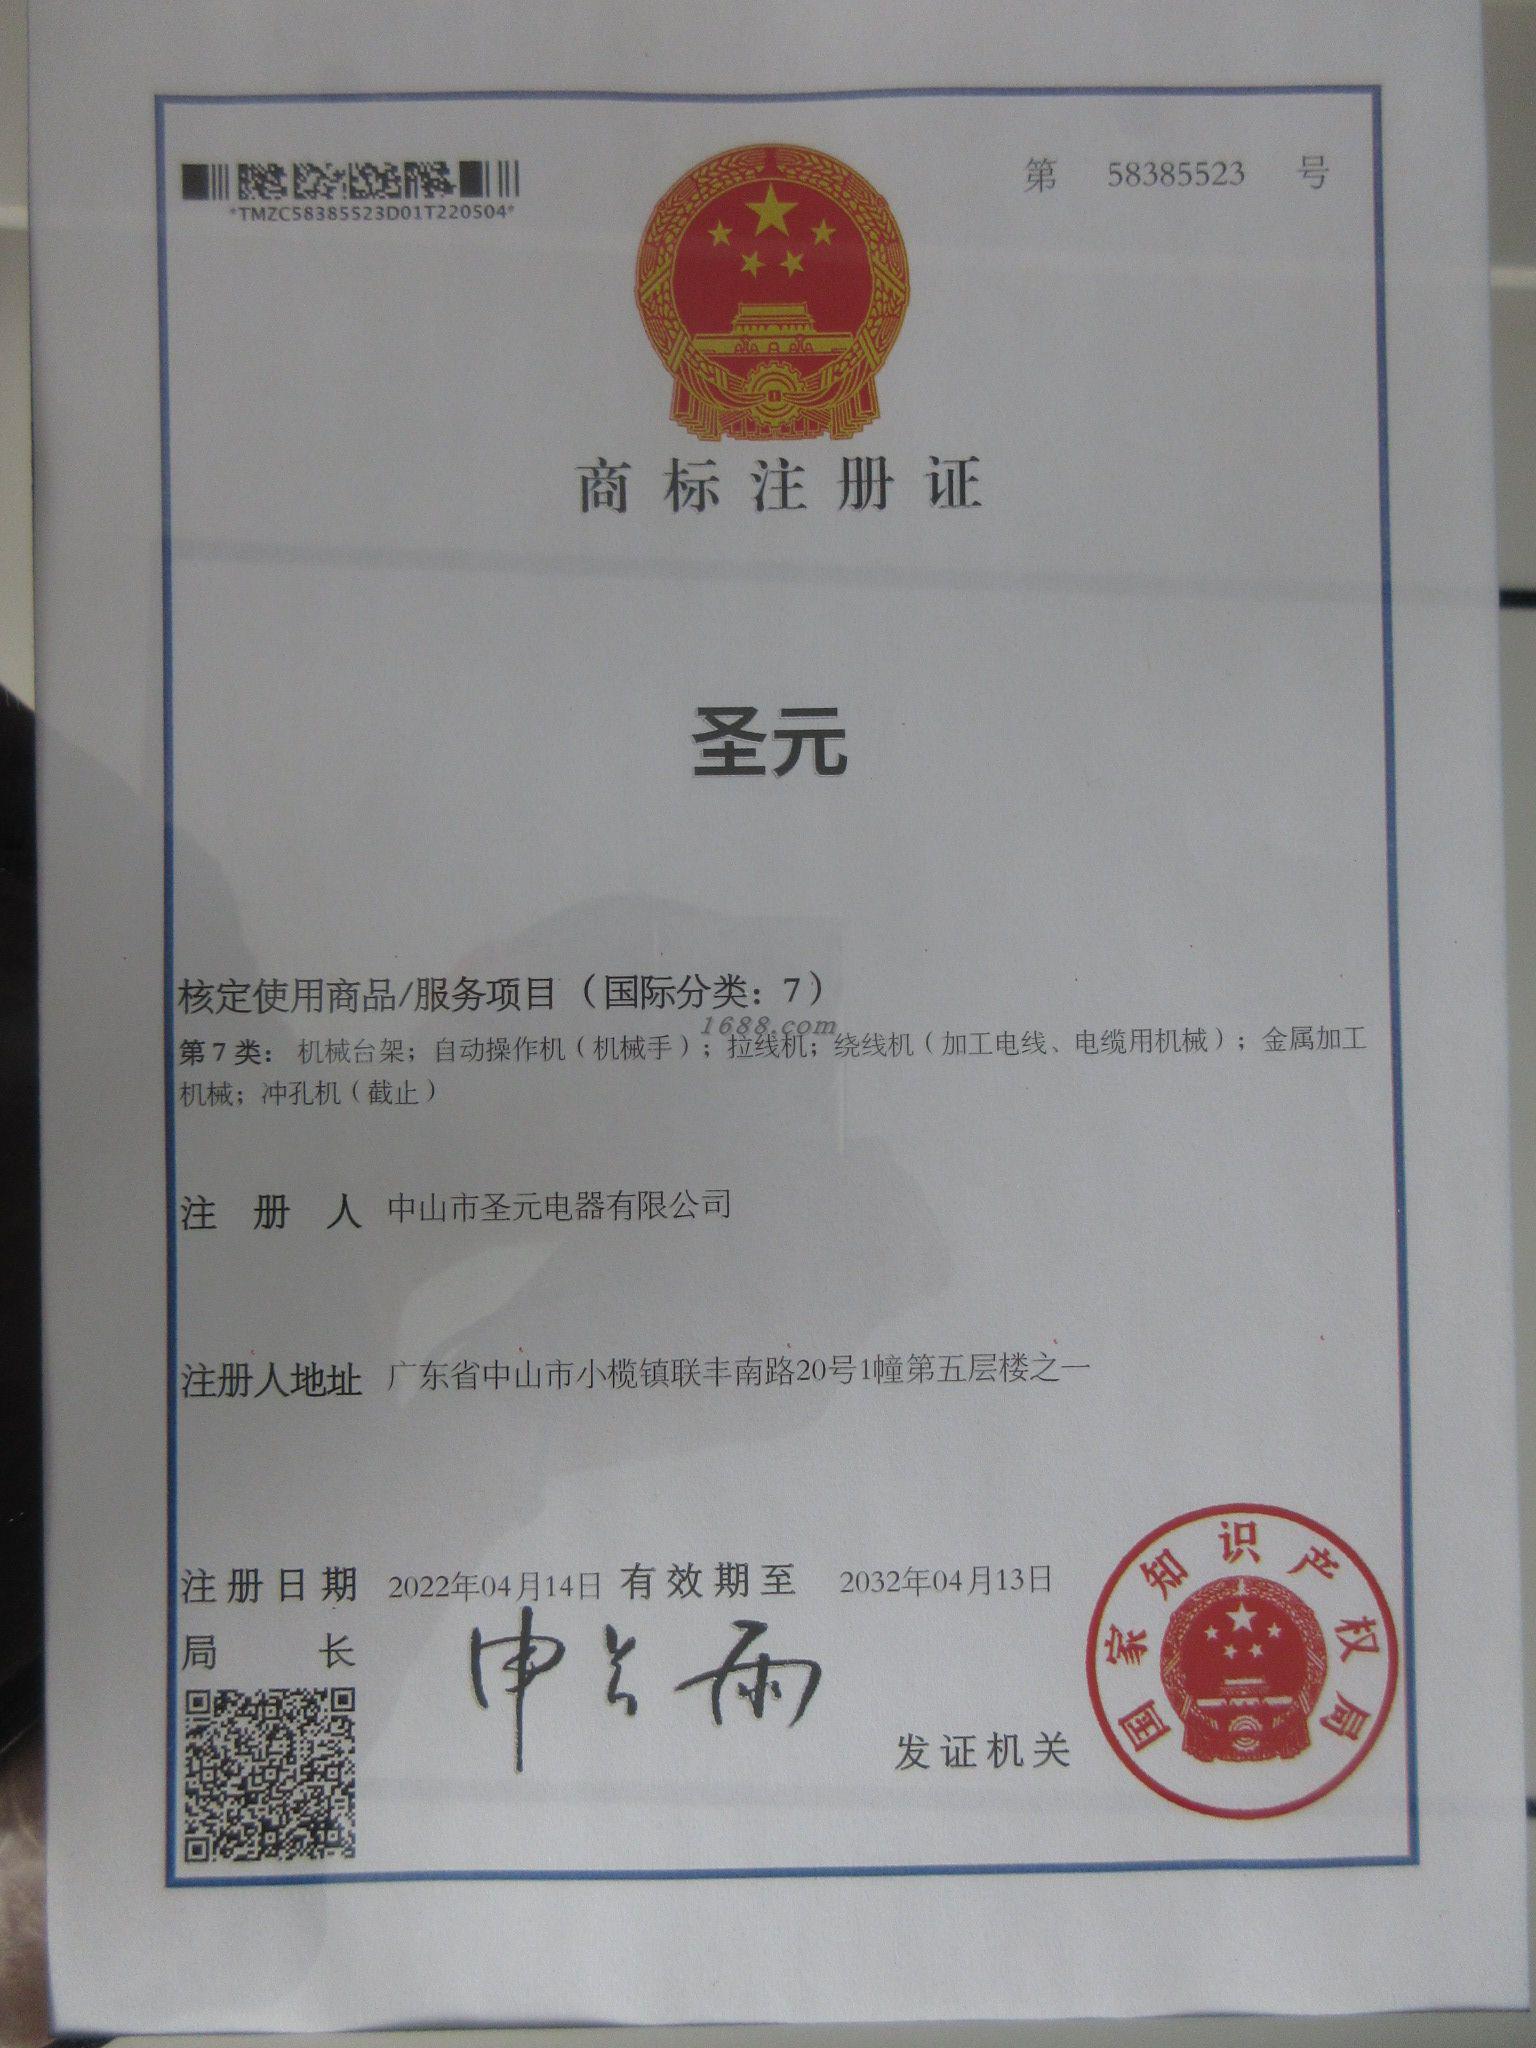 第 58385523 号
*TMZC58385523D01T220504*
商标注册证
圣元
核定使用商品/服务项目（国际分类：7）
1688.com
第7类： 机械台架；自动操作机（机械手）；拉线机；绕线机（加工电线、电缆用机械）；金属加工
机械；冲孔机（截止）
注册人 中山市圣元电器有限公司
注册人地址 广东省中山市小榄镇联丰南路20号1幢第五层楼之一
注册日期 2022年04月14日 有效期至 2032年04月13日
局长 申长雨
发证机关
国家知识产权局